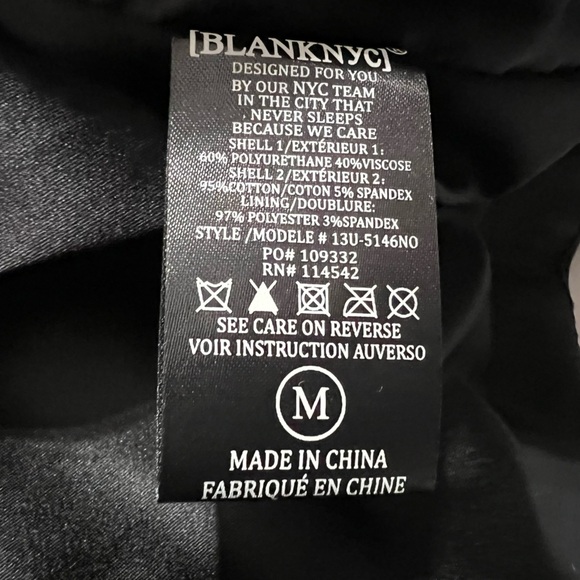 [BLANKNYC]®
DESIGNED FOR YOU
BY OUR NYC TEAM
IN THE CITY THAT
NEVER SLEEPS
BECAUSE WE CARE
SHELL 1/EXTÉRIEUR 1:
60% POLYURETHANE 40%VISCOSE
SHELL 2/EXTÉRIEUR 2:
95%COTTON/COTON 5% SPANDEX
LINING/DOUBLURE:
97% POLYESTER 3%SPANDEX
STYLE /MODELE # 13U-5146NO
PO# 109332
RN# 114542
SEE CARE ON REVERSE
VOIR INSTRUCTION AUVERSO
M
MADE IN CHINA
FABRIQUÉ EN CHINE